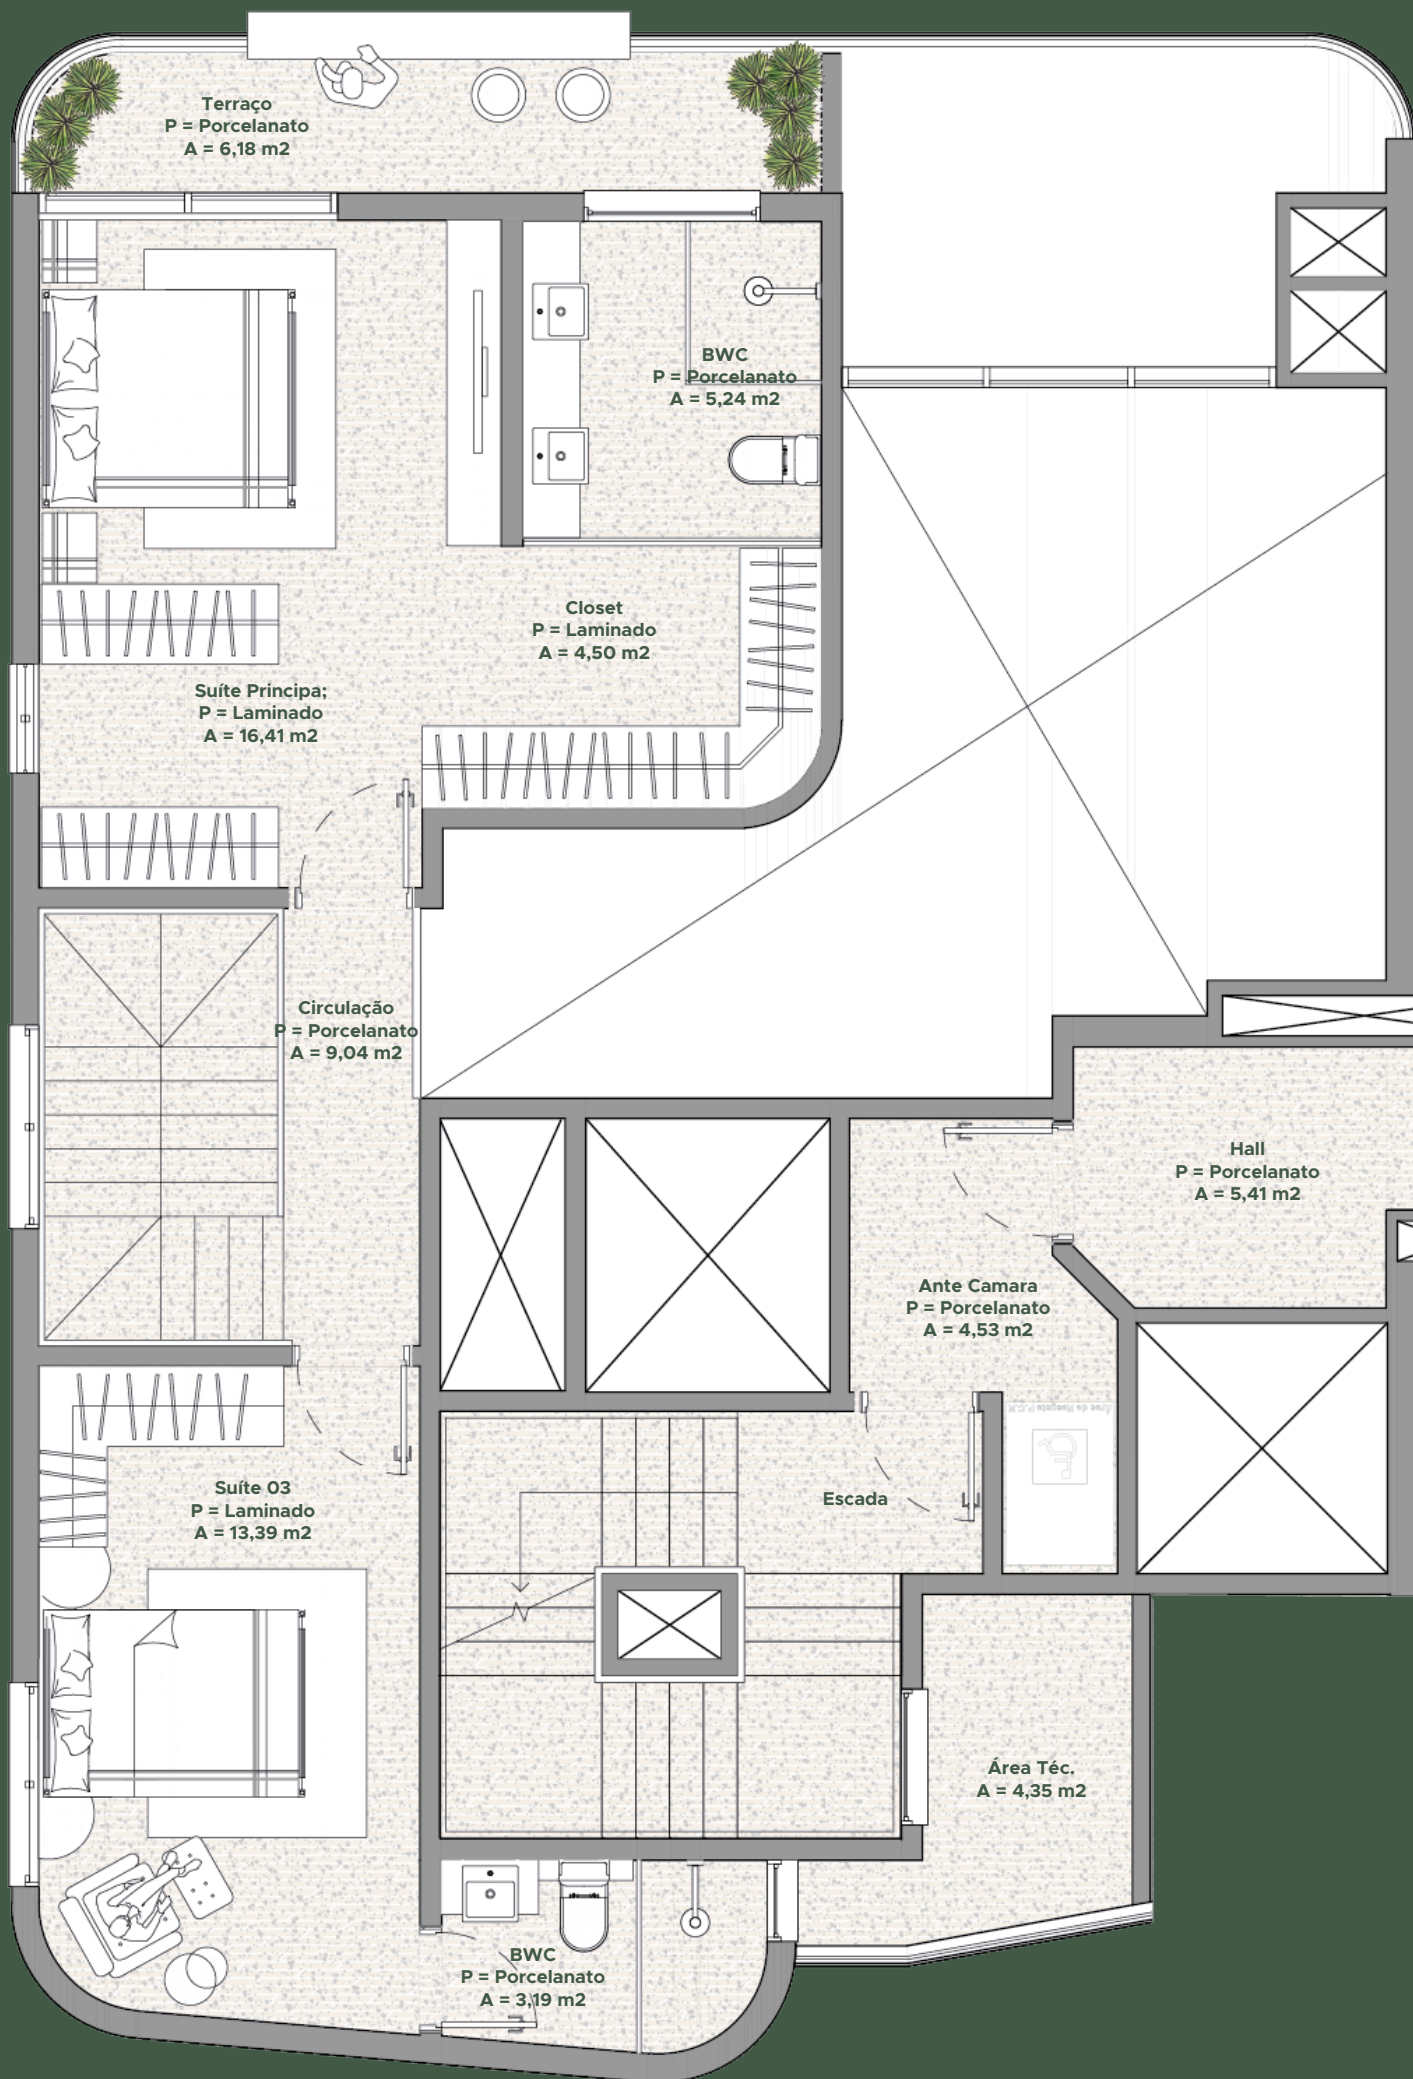 Terraço
P = Porcelanato
A = 6,18 m2
BWC
P = Porcelanato
A = 5,24 m2
Closet
P = Laminado
A = 4,50 m2
Suíte Principa;
P = Laminado
A = 16,41 m2
Circulação
P = Porcelanato
A = 9,04 m2
Hall
P = Porcelanato
A = 5,41 m2
Ante Camara
P = Porcelanato
A = 4,53 m2
Suíte 03
P = Laminado
A = 13,39 m2
Escada
Área Téc.
A = 4,35 m2
BWC
P = Porcelanato
A = 3,19 m2